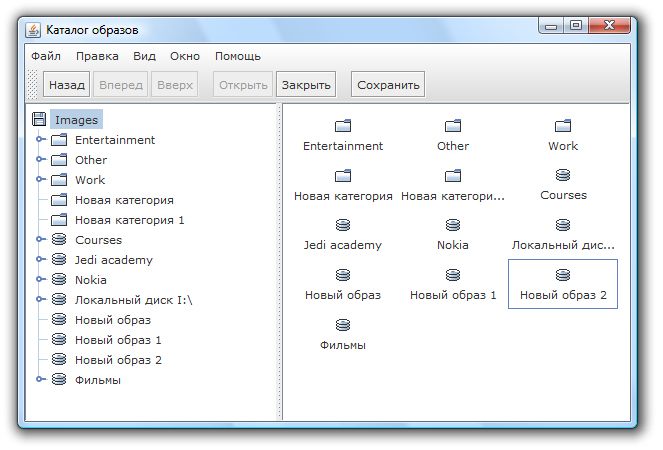 Каталог образов
Файл Правка Вид Окно Помощь
Назад Вперед Вверх Открыть Закрыть Сохранить
Images
Entertainment
Other
Work
Новая категория
Новая категория 1
Courses
Jedi academy
Nokia
Локальный диск I:\
Новый образ
Новый образ 1
Новый образ 2
Фильмы
Entertainment Other Work
Новая категория Новая категори... Courses
Jedi academy Nokia Локальный дис...
Новый образ Новый образ 1 Новый образ 2
Фильмы